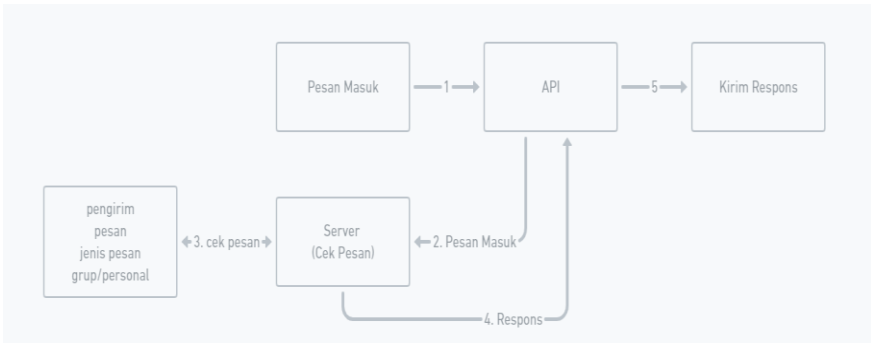 Pesan Masuk
1
API
5
Kirim Respons
pengirim
pesan
jenis pesan
grup/personal
3. cek pesan
Server
(Cek Pesan)
2. Pesan Masuk
4. Respons